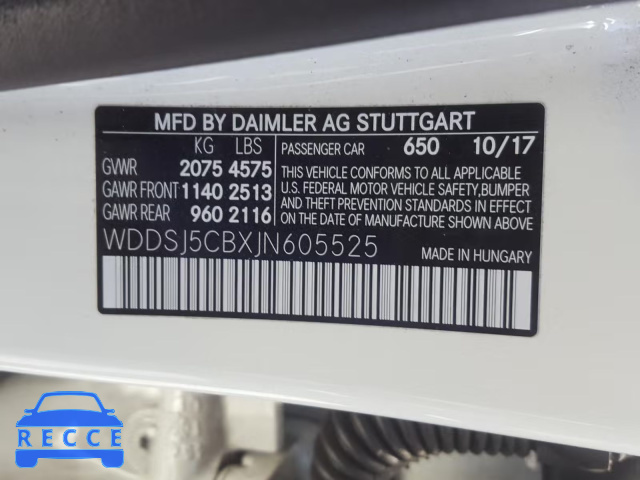 MFD BY DAIMLER AG STUTTGART
KG LBS
GVWR 2075 4575
GAWR FRONT 1140 2513
GAWR REAR 960 2116
PASSENGER CAR 650 10/17
THIS VEHICLE CONFORMS TO ALL APPLICABLE
U.S. FEDERAL MOTOR VEHICLE SAFETY,BUMPER
AND THEFT PREVENTION STANDARDS IN EFFECT
ON THE DATE OF MANUFACTURE SHOWN ABOVE
WDDSJ5CBXJN605525
MADE IN HUNGARY
RECCE